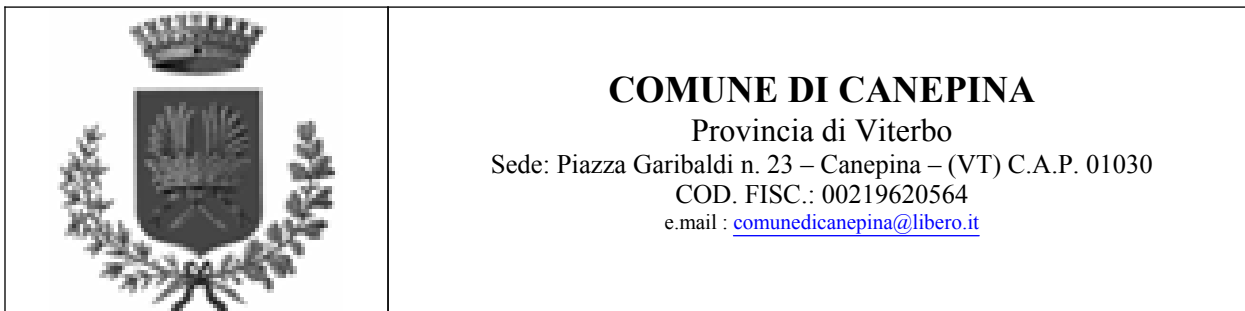 COMUNE DI CANEPINA
Provincia di Viterbo
Sede: Piazza Garibaldi n. 23 – Canepina – (VT) C.A.P. 01030
COD. FISC.: 00219620564
e.mail : comunedicanepina@libero.it